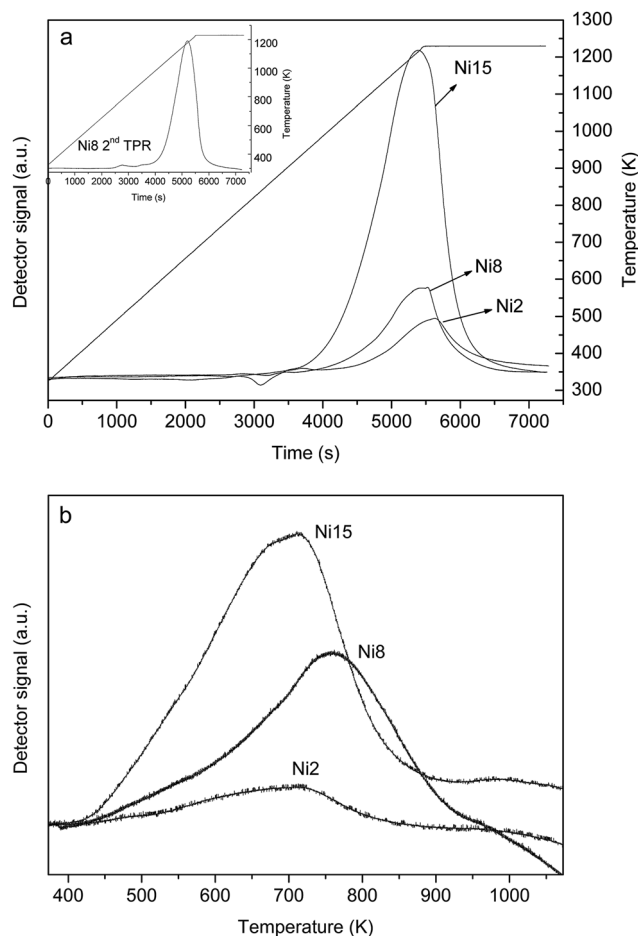 a
Ni8 2nd TPR
0 1000 2000 3000 4000 5000 6000 7000
Time (s)
400
600
800
1000
1200
Temperature (K)
Ni15
Ni8
Ni2
Detector signal (a.u.)
1300
1200
1100
1000
900
800
700
600
500
400
300
Temperature (K)
0 1000 2000 3000 4000 5000 6000 7000
Time (s)
b
Ni15
Ni8
Ni2
Detector signal (a.u.)
400 500 600 700 800 900 1000
Temperature (K)